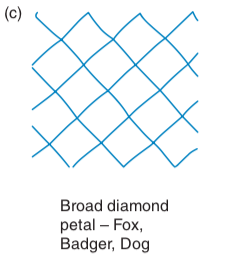 (c)
Broad diamond
petal – Fox,
Badger, Dog